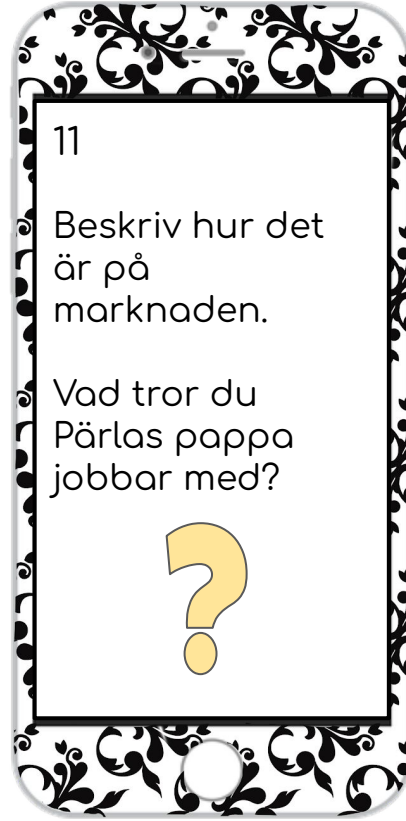 11
Beskriv hur det
är på
marknaden.
Vad tror du
Pärlas pappa
jobbar med?
?